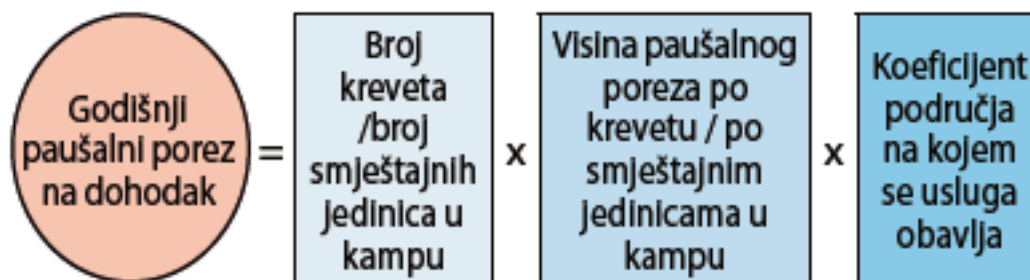 Godišnji
paušalni porez
na dohodak
=
Broj
kreveta
/broj
smještajnih
jedinica u
kampu
x
Visina paušalnog
poreza po
krevetu / po
smještajnim
jedinicama u
kampu
x
Koeficijent
područja
na kojem
se usluga
obavlja